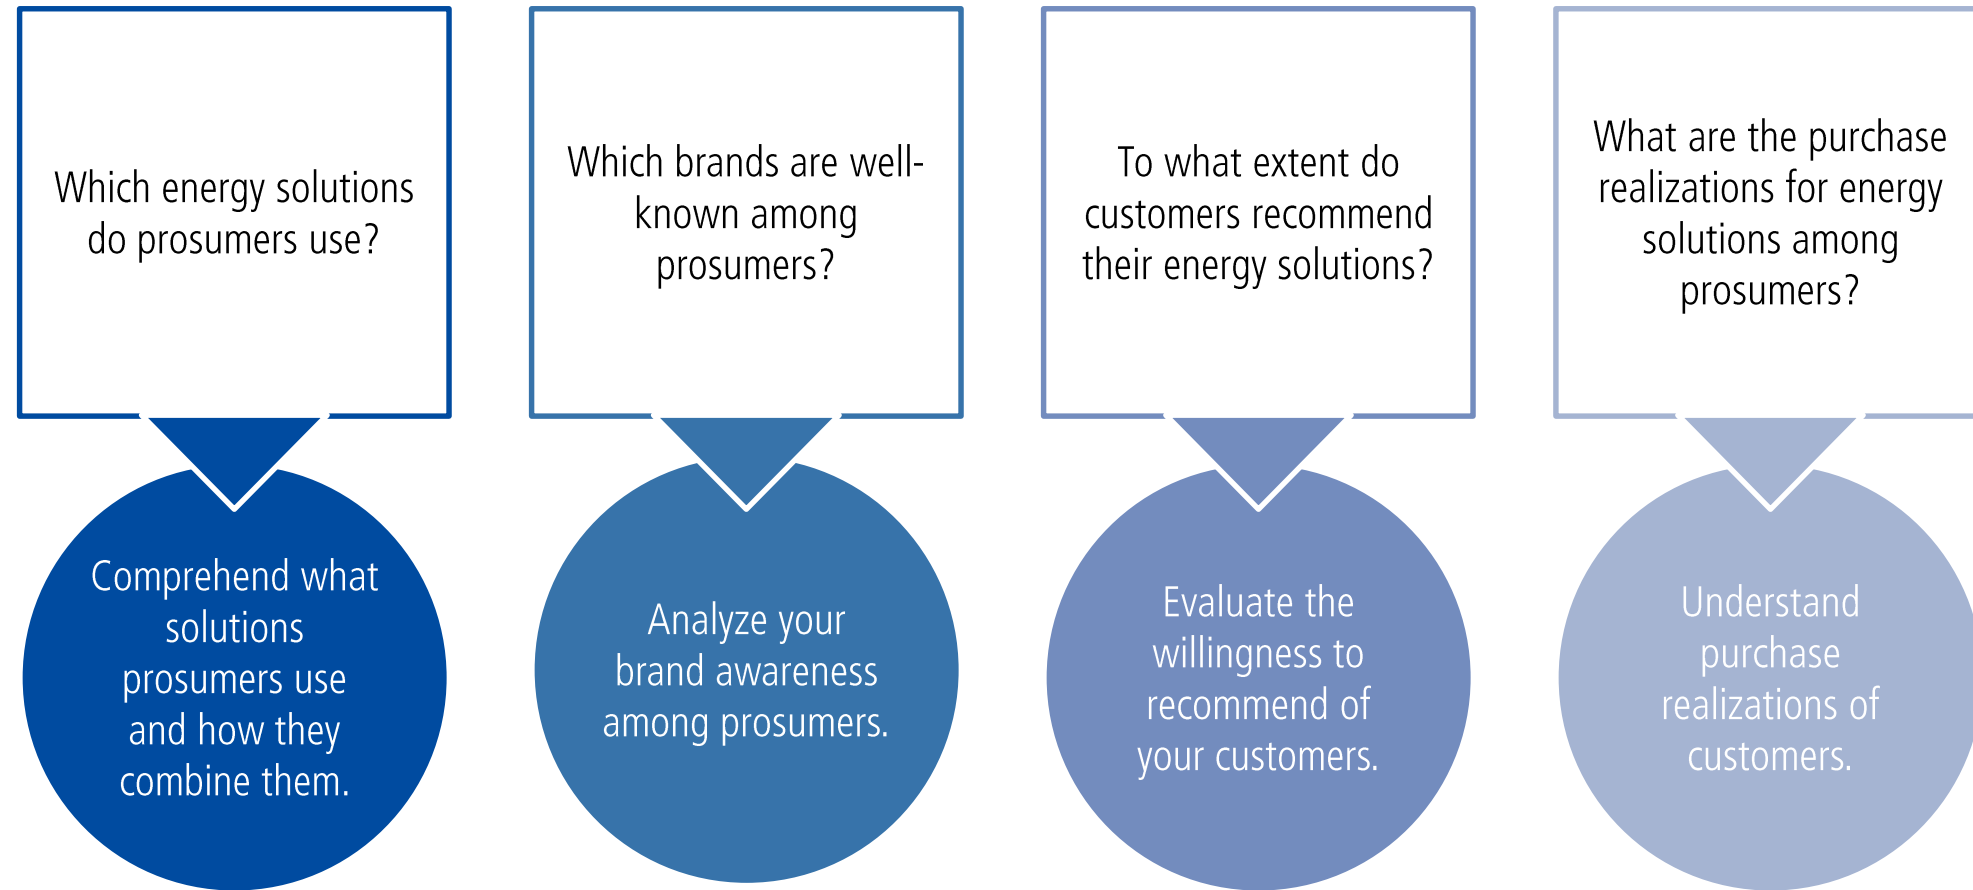 Which energy solutions
do prosumers use?
Comprehend what
solutions
prosumers use
and how they
combine them.
Which brands are well-
known among
prosumers?
Analyze your
brand awareness
among prosumers.
To what extent do
customers recommend
their energy solutions?
Evaluate the
willingness to
recommend of
your customers.
What are the purchase
realizations for energy
solutions among
prosumers?
Understand
purchase
realizations of
customers.